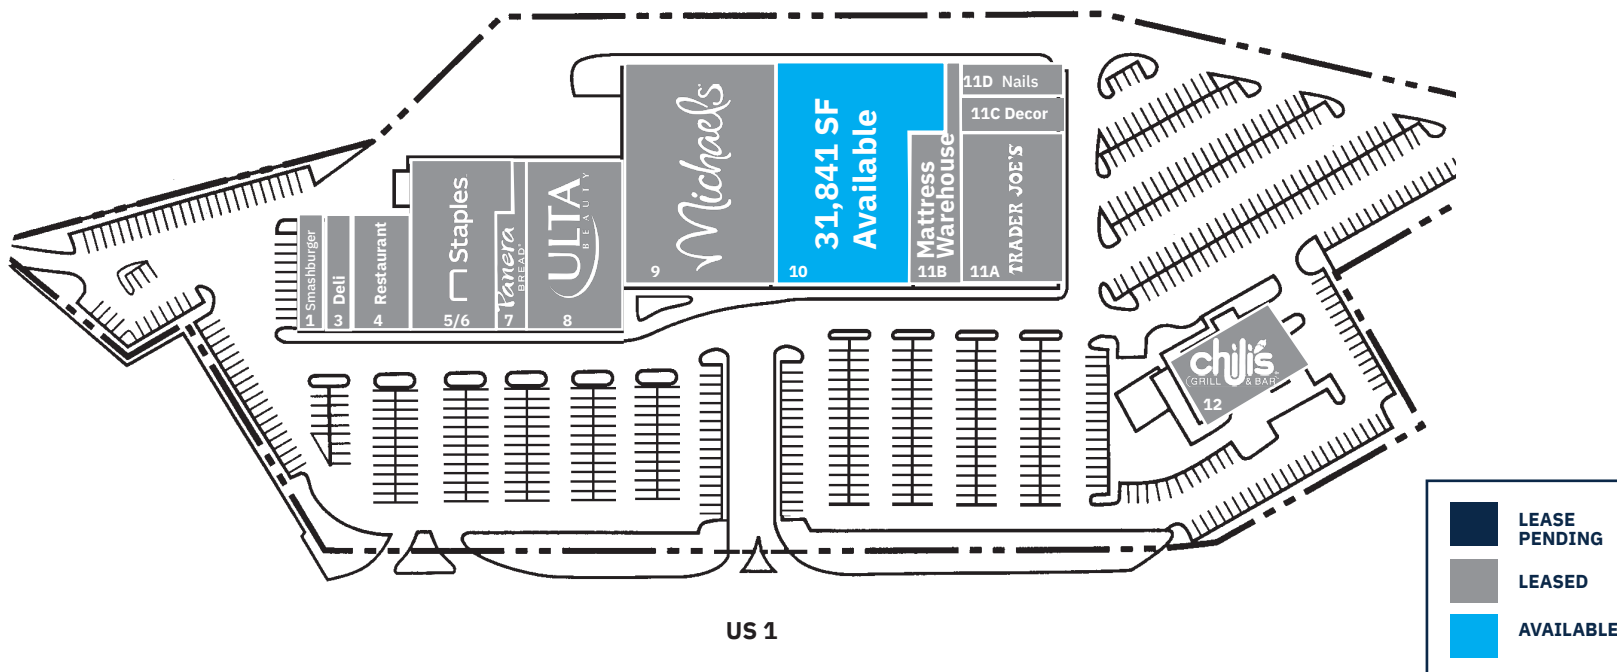 1 Smashburger
3 Deli
4 Restaurant
5/6 Staples
7 Panera
BREAD
8 ULTA
BEAUTY
9 Michaels
10 31,841 SF
Available
11B Mattress
Warehouse
11A TRADER JOE'S
11D Nails
11C Decor
chili's
GRILL & BAR
12
US 1
LEASE
PENDING
LEASED
AVAILABLE